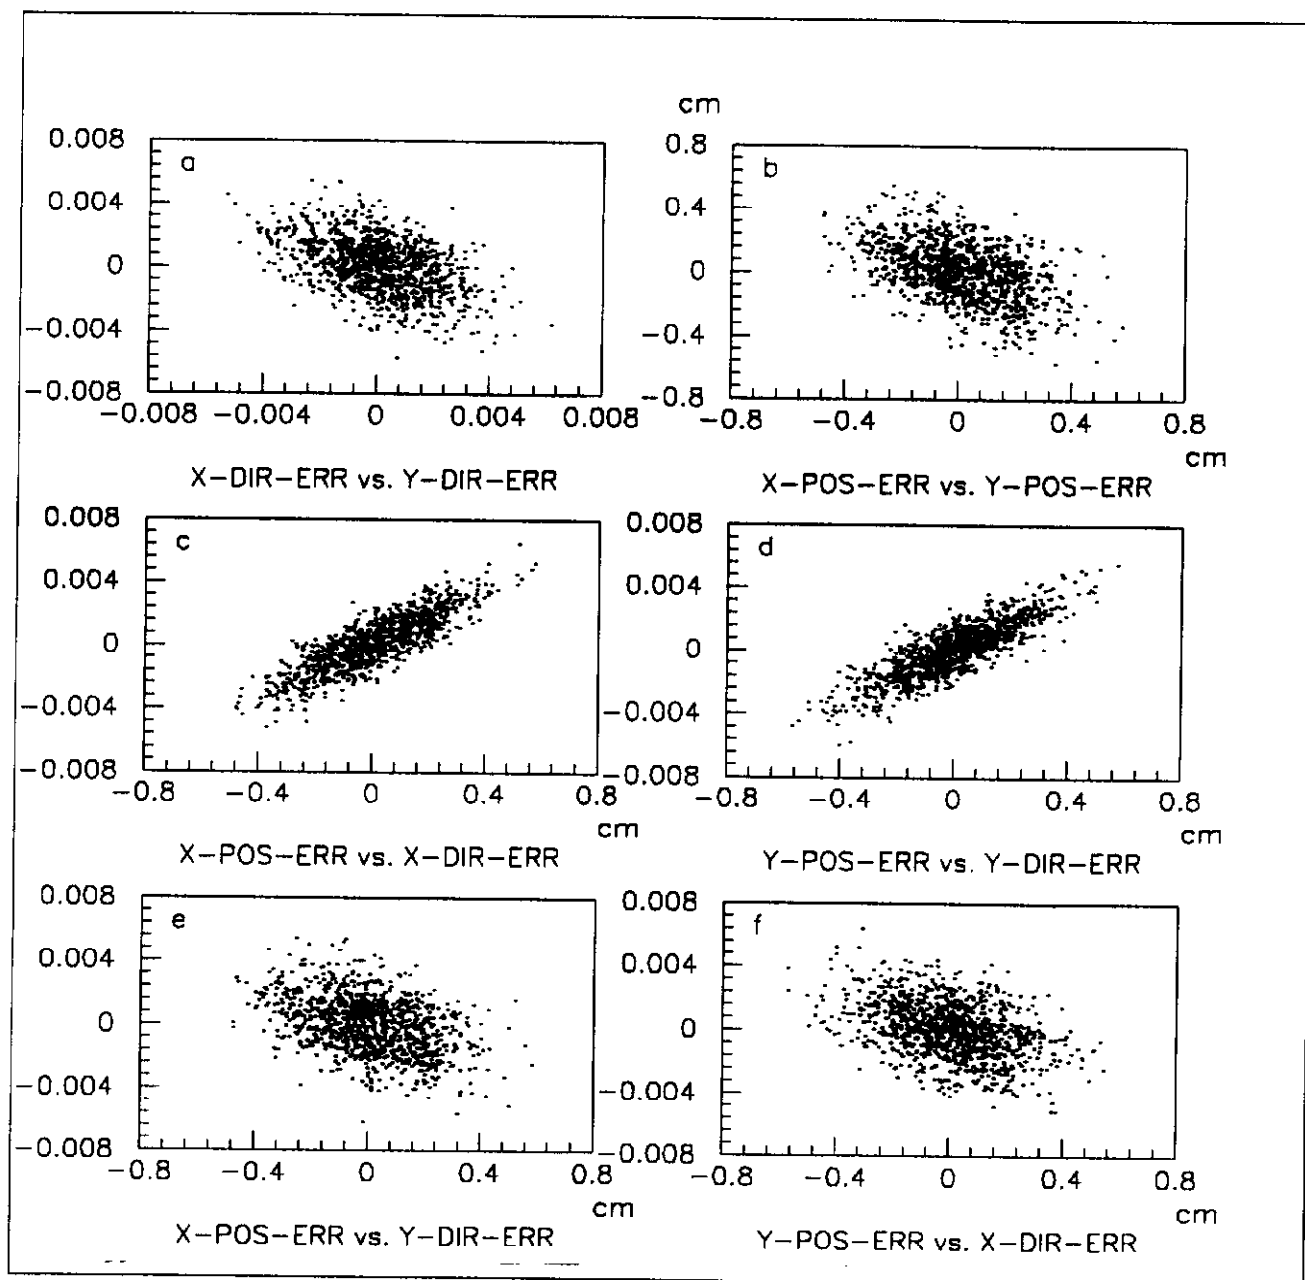 cm
0.008
0.004
0
−0.004
−0.008
−0.008 −0.004 0 0.004 0.008
a
X−DIR−ERR vs. Y−DIR−ERR
0.8
0.4
0
−0.4
−0.8
−0.8 −0.4 0 0.4 0.8
cm
b
X−POS−ERR vs. Y−POS−ERR
0.008
0.004
0
−0.004
−0.008
−0.8 −0.4 0 0.4 0.8
cm
c
X−POS−ERR vs. X−DIR−ERR
0.008
0.004
0
−0.004
−0.008
−0.8 −0.4 0 0.4 0.8
cm
d
Y−POS−ERR vs. Y−DIR−ERR
0.008
0.004
0
−0.004
−0.008
−0.8 −0.4 0 0.4 0.8
cm
e
X−POS−ERR vs. Y−DIR−ERR
0.008
0.004
0
−0.004
−0.008
−0.8 −0.4 0 0.4 0.8
cm
f
Y−POS−ERR vs. X−DIR−ERR